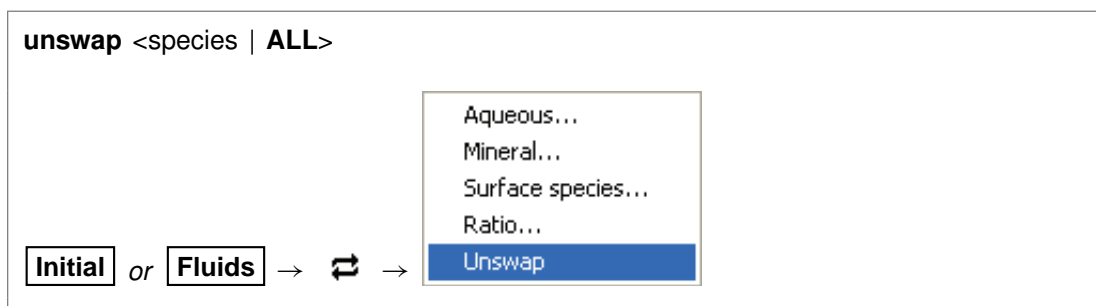 unswap <species | ALL>
Aqueous...
Mineral...
Surface species...
Ratio...
Unswap
Initial or Fluids → ⇄ →